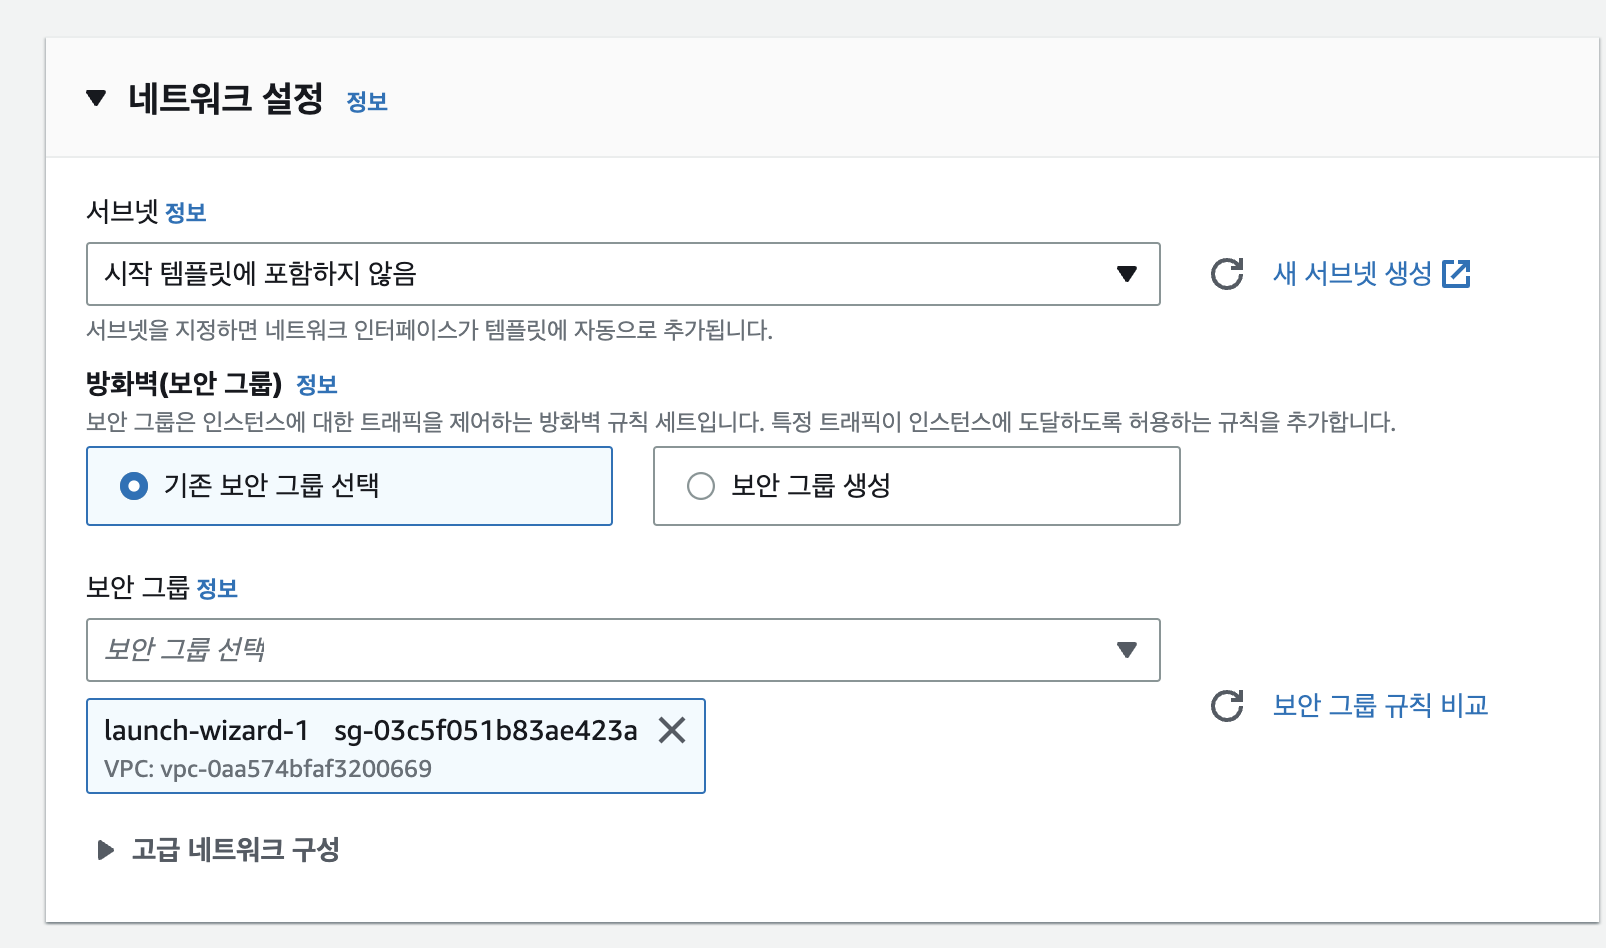 네트워크 설정 정보
서브넷 정보
시작 템플릿에 포함하지 않음
새 서브넷 생성
서브넷을 지정하면 네트워크 인터페이스가 템플릿에 자동으로 추가됩니다.
방화벽(보안 그룹) 정보
보안 그룹은 인스턴스에 대한 트래픽을 제어하는 방화벽 규칙 세트입니다. 특정 트래픽이 인스턴스에 도달하도록 허용하는 규칙을 추가합니다.
기존 보안 그룹 선택
보안 그룹 생성
보안 그룹 정보
보안 그룹 선택
launch-wizard-1 sg-03c5f051b83ae423a
VPC: vpc-0aa574bfaf3200669
보안 그룹 규칙 비교
고급 네트워크 구성